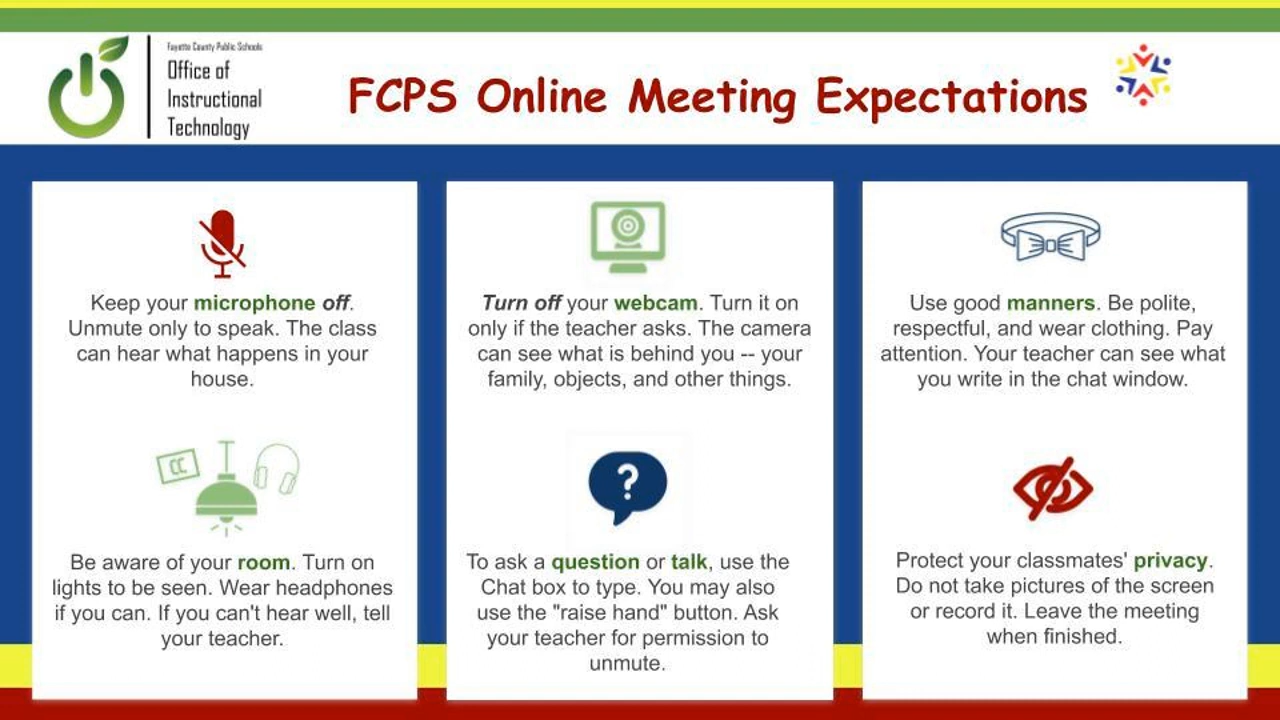 Fayette County Public Schools
Office of
Instructional
Technology
FCPS Online Meeting Expectations
Keep your microphone off.
Unmute only to speak. The class
can hear what happens in your
house.
Turn off your webcam. Turn it on
only if the teacher asks. The camera
can see what is behind you -- your
family, objects, and other things.
Use good manners. Be polite,
respectful, and wear clothing. Pay
attention. Your teacher can see what
you write in the chat window.
CC
Be aware of your room. Turn on
lights to be seen. Wear headphones
if you can. If you can't hear well, tell
your teacher.
?
To ask a question or talk, use the
Chat box to type. You may also
use the "raise hand" button. Ask
your teacher for permission to
unmute.
Protect your classmates' privacy.
Do not take pictures of the screen
or record it. Leave the meeting
when finished.